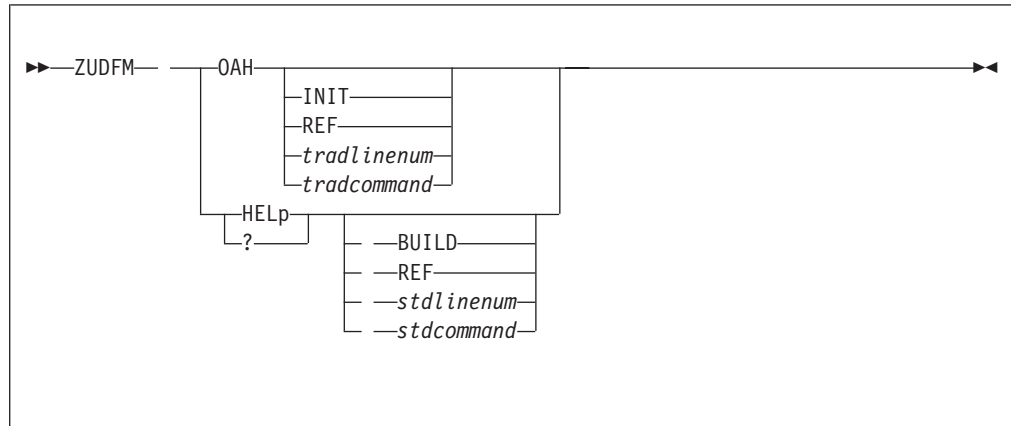 ZUDFM OAH
INIT
REF
tradlinenum
tradcommand
HELp
?
BUILD
REF
stdlinenum
stdcommand